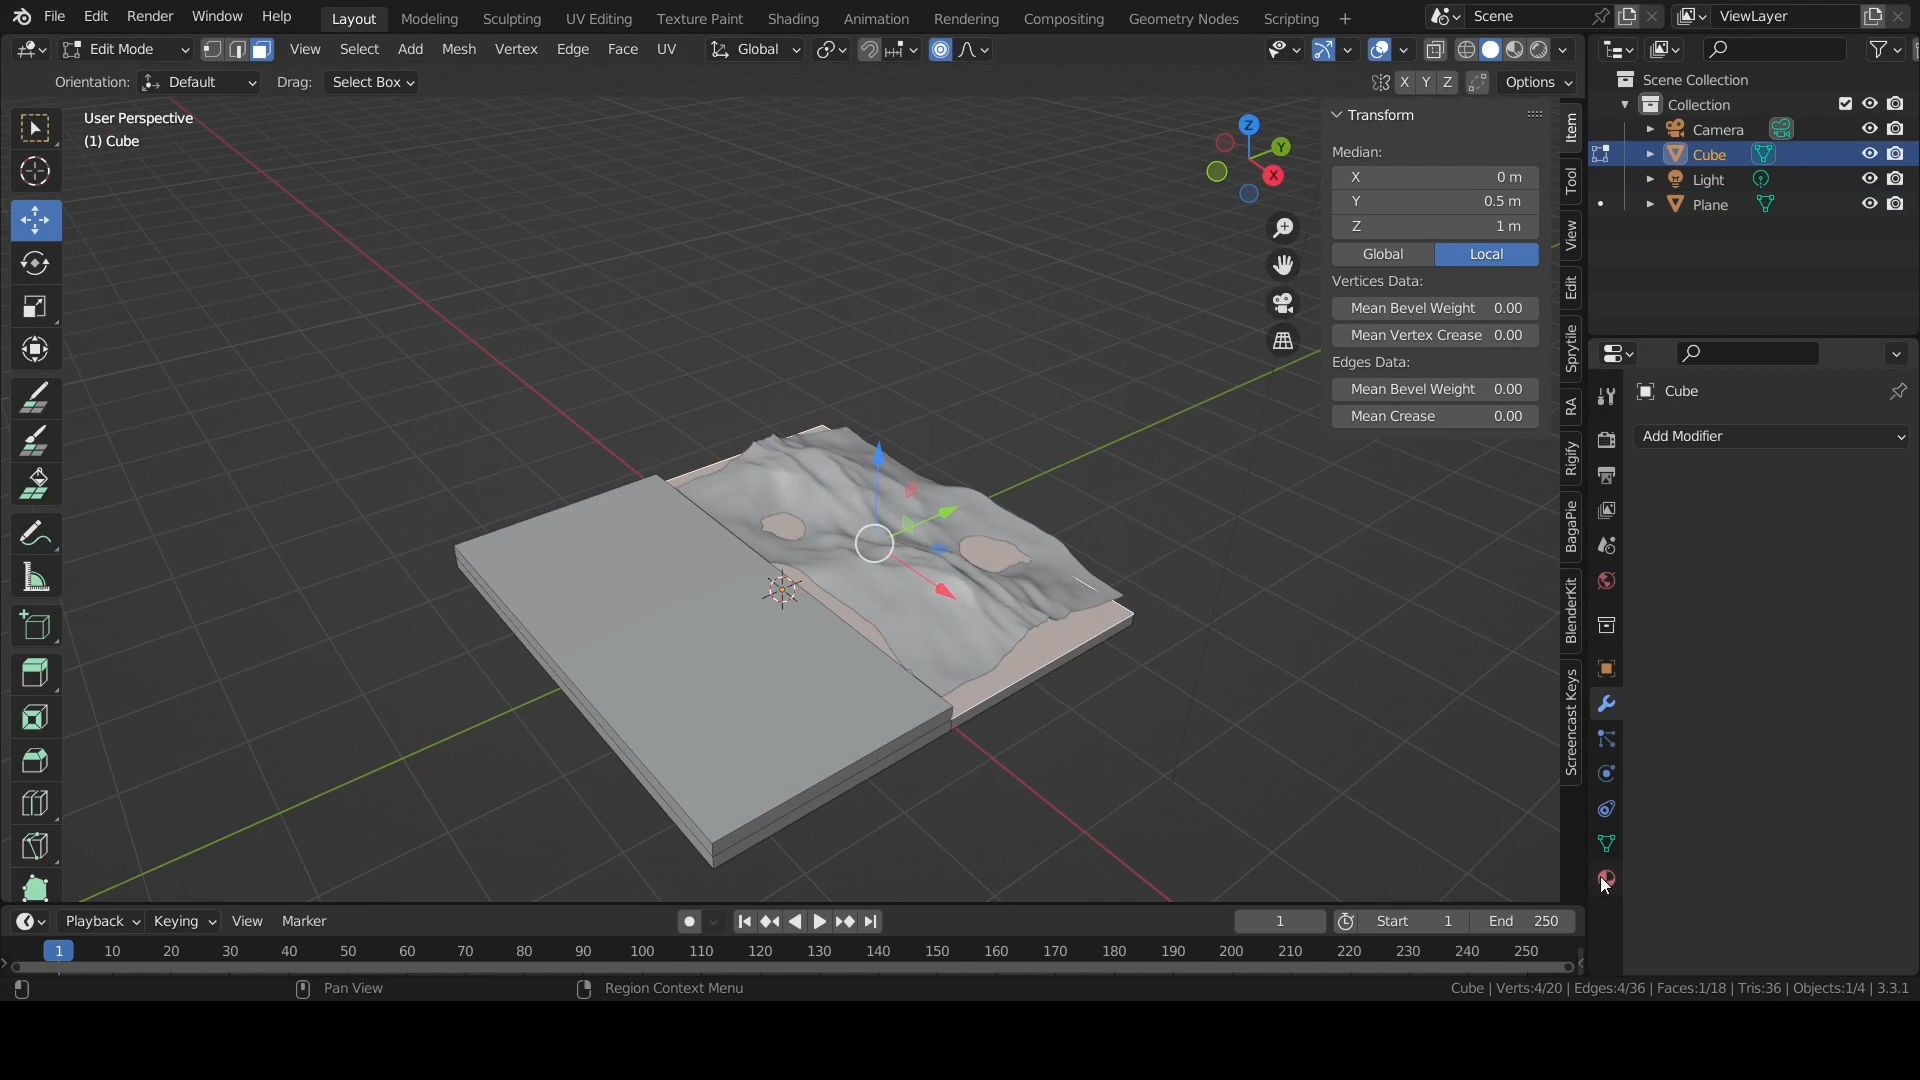 File Edit Render Window Help Layout Modeling Sculpting UV Editing Texture Paint Shading Animation Rendering Compositing Geometry Nodes Scripting + Scene ViewLayer
Edit Mode View Select Add Mesh Vertex Edge Face UV Global
Orientation: Default Drag: Select Box X Y Z Options
User Perspective
(1) Cube
Z
Y
X
Transform
Median:
X 0 m
Y 0.5 m
Z 1 m
Global Local
Vertices Data:
Mean Bevel Weight 0.00
Mean Vertex Crease 0.00
Edges Data:
Mean Bevel Weight 0.00
Mean Crease 0.00
Item
Tool
View
Edit
Sprytile
RA
Rigify
BagaPie
BlenderKit
Screencast Keys
Scene Collection
Collection
Camera
Cube
Light
Plane
Cube
Add Modifier
Playback Keying View Marker 1 Start 1 End 250
1 10 20 30 40 50 60 70 80 90 100 110 120 130 140 150 160 170 180 190 200 210 220 230 240 250
Pan View Region Context Menu Cube | Verts:4/20 | Edges:4/36 | Faces:1/18 | Tris:36 | Objects:1/4 | 3.3.1